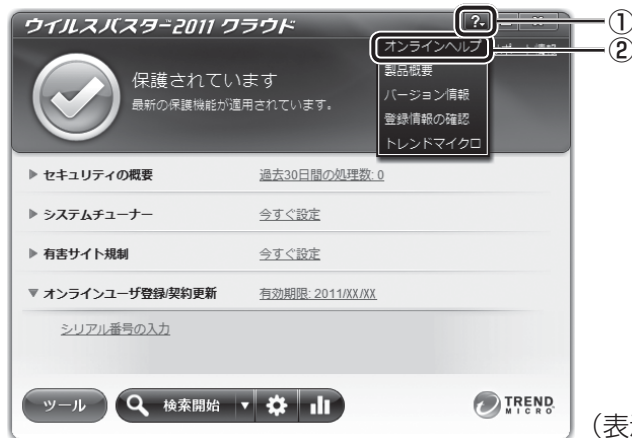 ウイルスバスター2011 クラウド
?
①
オンラインヘルプ
②
製品概要
バージョン情報
登録情報の確認
トレンドマイクロ
保護されています
最新の保護機能が適用されています。
セキュリティの概要 過去30日間の処理数: 0
システムチューナー 今すぐ設定
有害サイト規制 今すぐ設定
オンラインユーザ登録/契約更新 有効期限: 2011/XX/XX
シリアル番号の入力
ツール 検索開始
TREND MICRO
(表